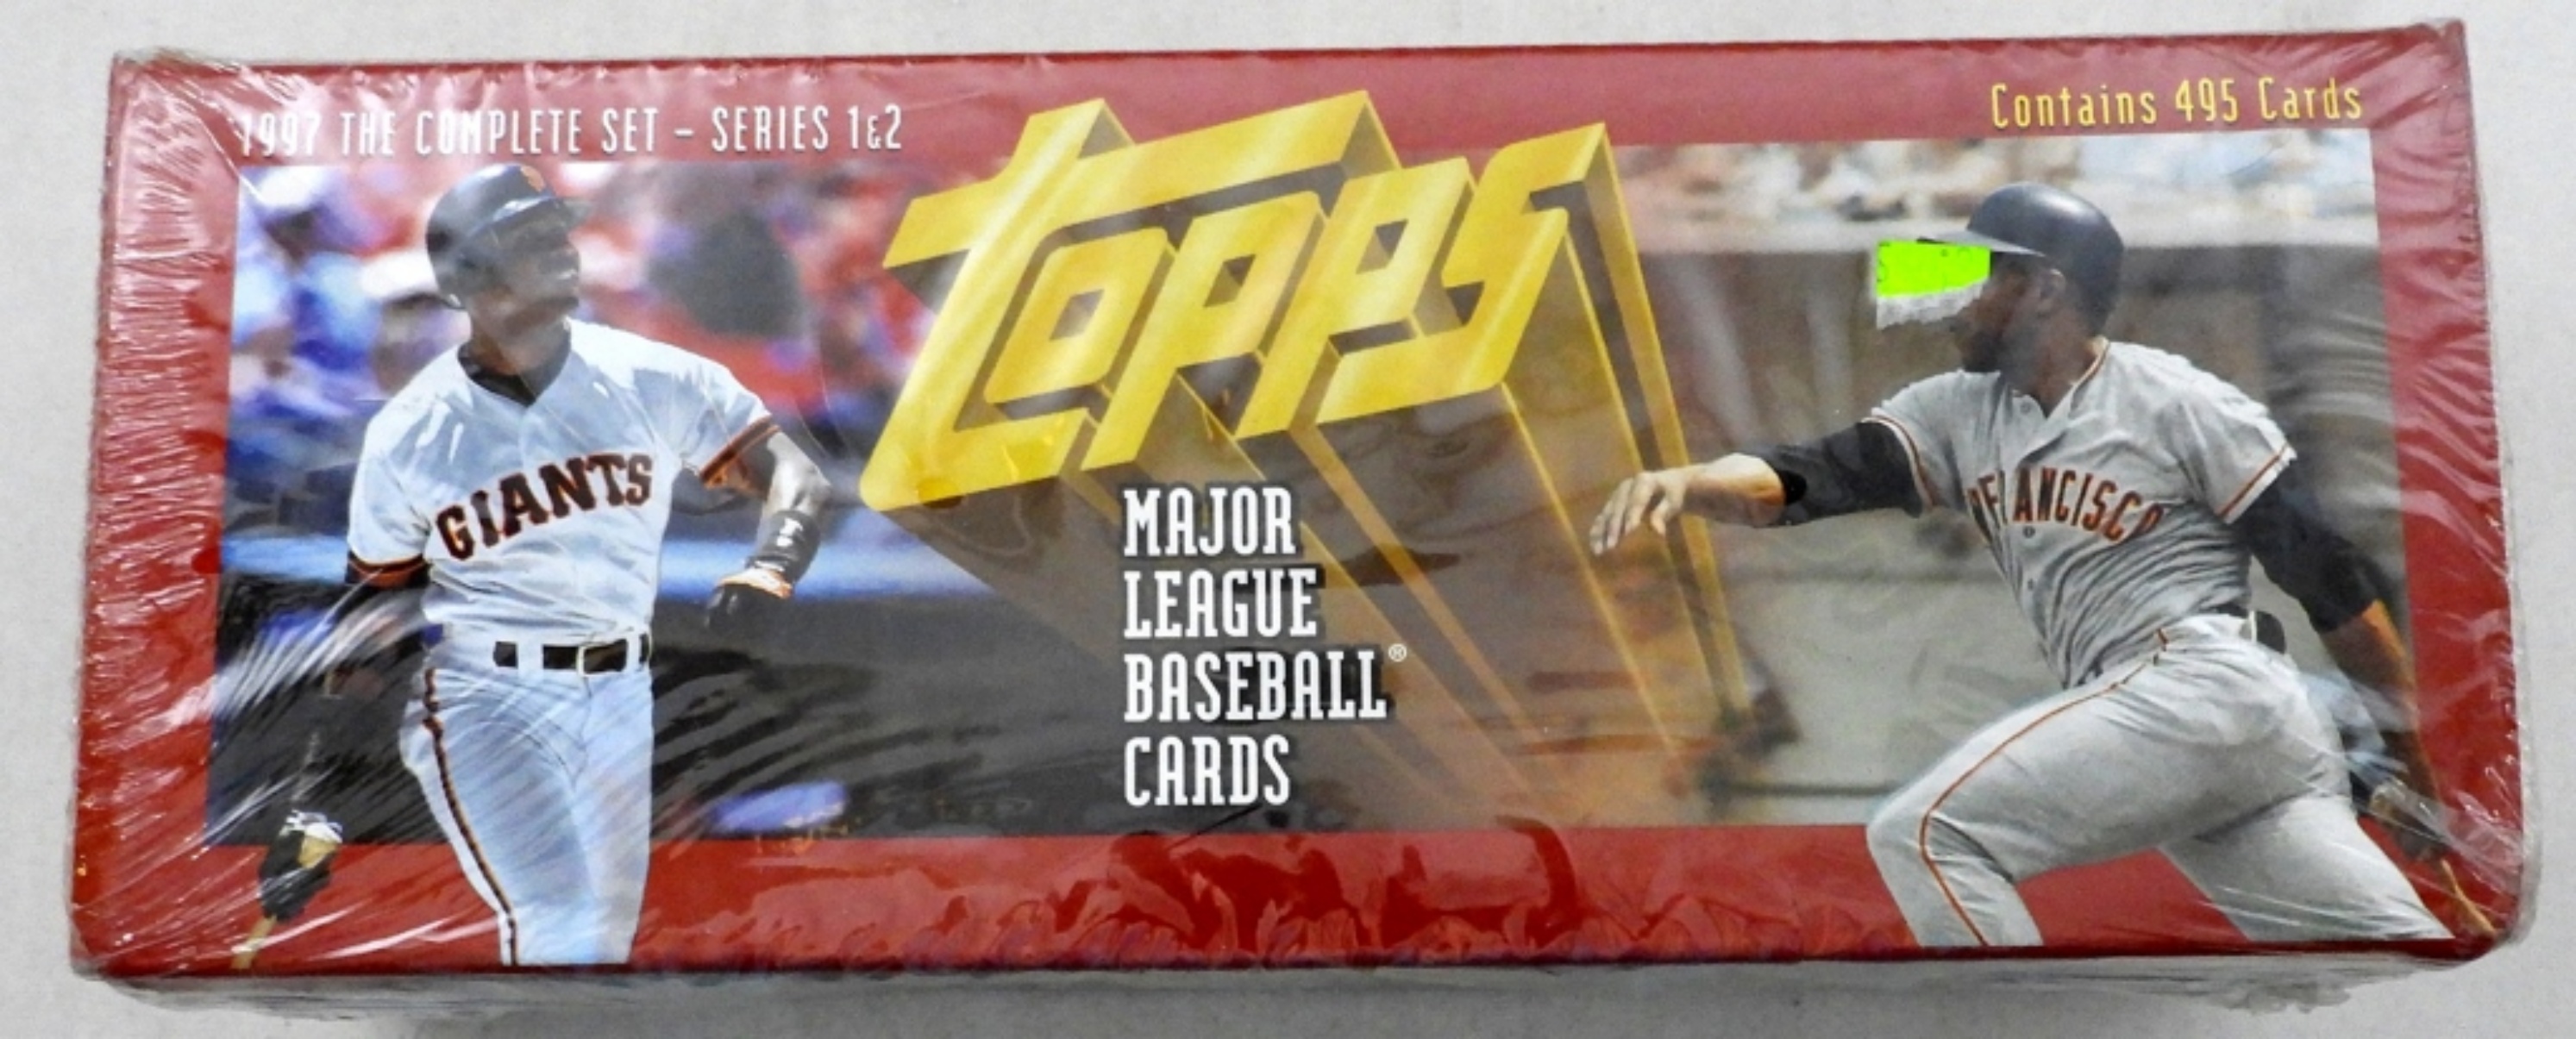 1997 THE COMPLETE SET - SERIES 1&2
Contains 495 Cards
topps
GIANTS
MAJOR
LEAGUE
BASEBALL®
CARDS